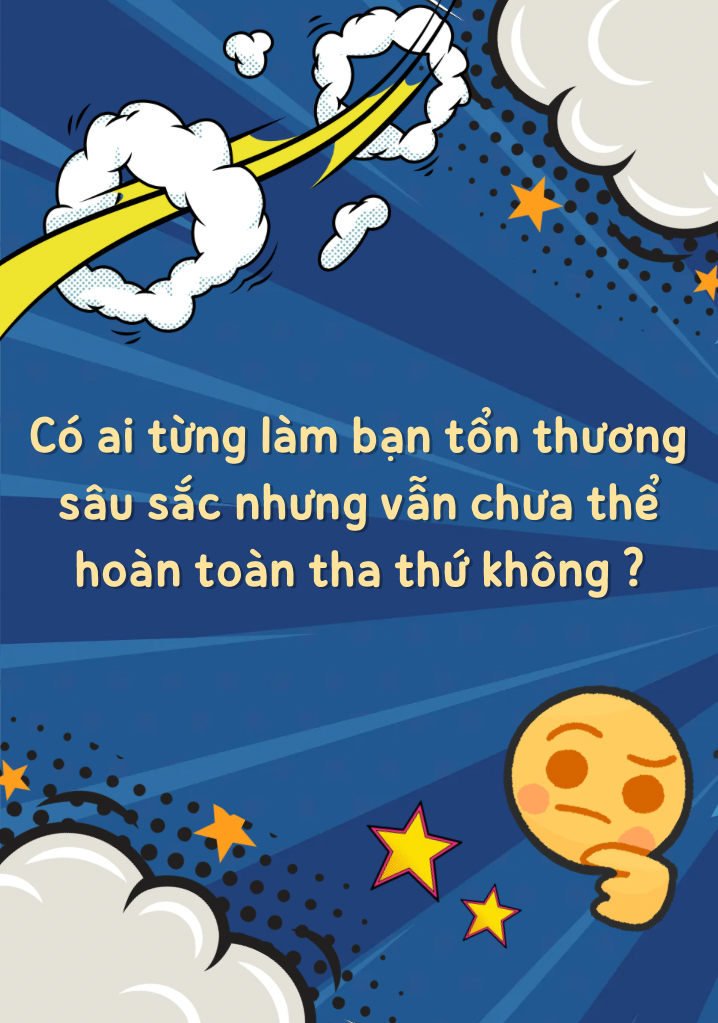 Có ai từng làm bạn tổn thương
sâu sắc nhưng vẫn chưa thể
hoàn toàn tha thứ không ?